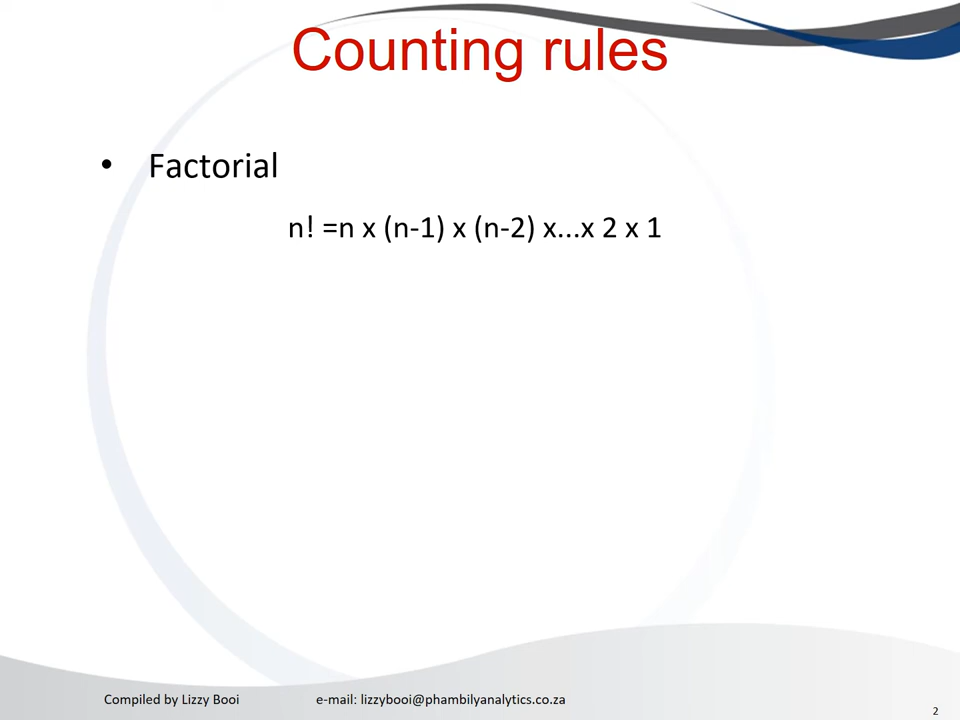 Counting rules
• Factorial
n! =n x (n-1) x (n-2) x...x 2 x 1
Compiled by Lizzy Booi e-mail: lizzybooi@phambilyanalytics.co.za
2